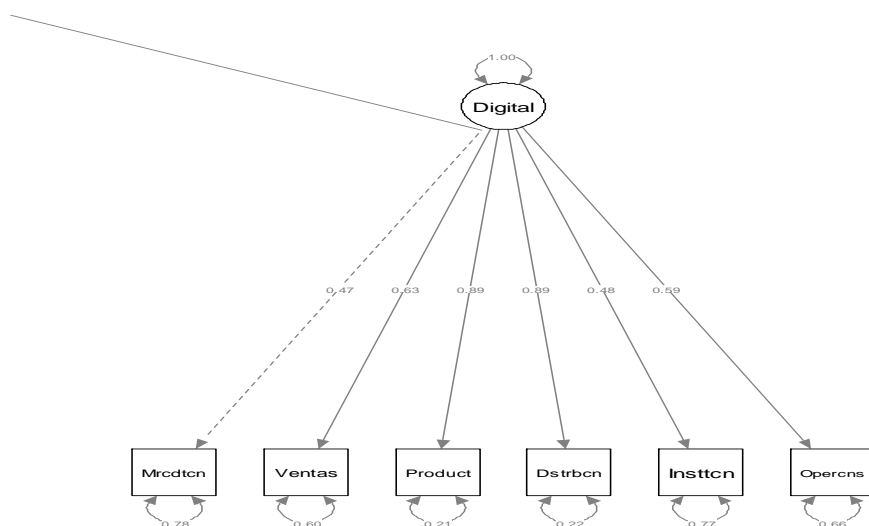 1.00
Digital
0.47 0.63 0.89 0.89 0.48 0.59
Mrcdtcn Ventas Product Dstrbcn Insttcn Opercns
0.78 0.60 0.21 0.22 0.77 0.66